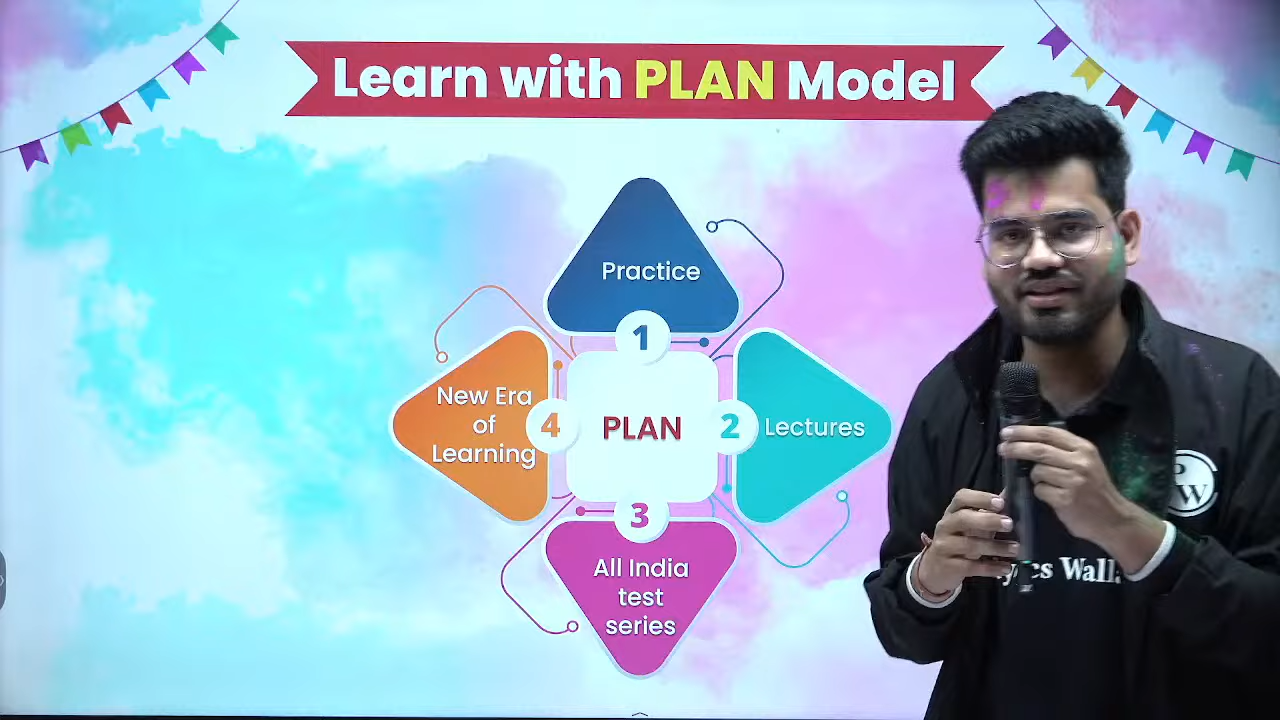 Learn with PLAN Model
Practice
1
New Era
of
Learning
4
PLAN
2
Lectures
3
All India
test
series
P
W